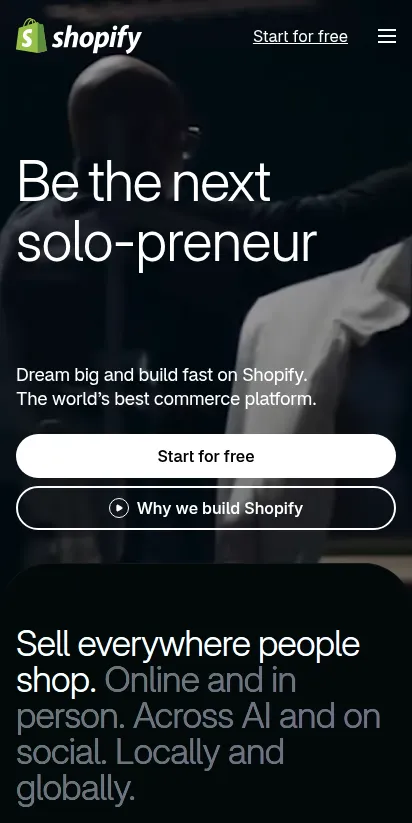 shopify
Start for free
Be the next
solo-preneur
Dream big and build fast on Shopify.
The world’s best commerce platform.
Start for free
Why we build Shopify
Sell everywhere people
shop. Online and in
person. Across AI and on
social. Locally and
globally.